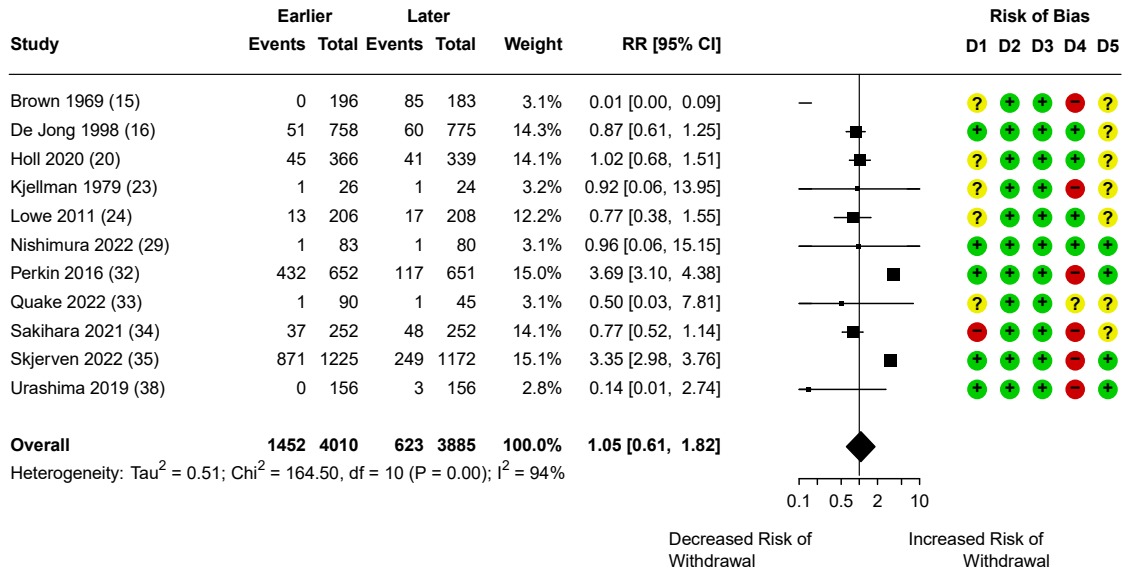 Earlier Later Risk of Bias
Study Events Total Events Total Weight RR [95% CI] D1 D2 D3 D4 D5
Brown 1969 (15) 0 196 85 183 3.1% 0.01 [0.00, 0.09] ? + + − ?
De Jong 1998 (16) 51 758 60 775 14.3% 0.87 [0.61, 1.25] + + + + ?
Holl 2020 (20) 45 366 41 339 14.1% 1.02 [0.68, 1.51] ? + + + ?
Kjellman 1979 (23) 1 26 1 24 3.2% 0.92 [0.06, 13.95] ? + + − ?
Lowe 2011 (24) 13 206 17 208 12.2% 0.77 [0.38, 1.55] ? + + + ?
Nishimura 2022 (29) 1 83 1 80 3.1% 0.96 [0.06, 15.15] + + + + +
Perkin 2016 (32) 432 652 117 651 15.0% 3.69 [3.10, 4.38] + + + − +
Quake 2022 (33) 1 90 1 45 3.1% 0.50 [0.03, 7.81] ? + + ? ?
Sakihara 2021 (34) 37 252 48 252 14.1% 0.77 [0.52, 1.14] − + + − ?
Skjerven 2022 (35) 871 1225 249 1172 15.1% 3.35 [2.98, 3.76] + + + − +
Urashima 2019 (38) 0 156 3 156 2.8% 0.14 [0.01, 2.74] + + + − +
Overall 1452 4010 623 3885 100.0% 1.05 [0.61, 1.82]
Heterogeneity: Tau² = 0.51; Chi² = 164.50, df = 10 (P = 0.00); I² = 94%
0.1 0.5 2 10
Decreased Risk of Increased Risk of
Withdrawal Withdrawal